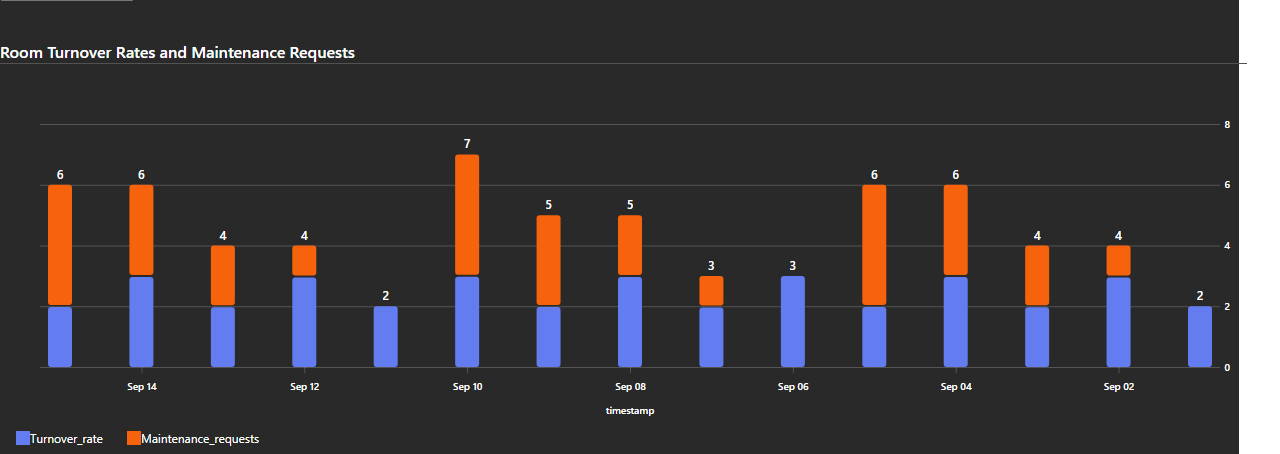 Room Turnover Rates and Maintenance Requests
8
7
6 6 6 6 6
5 5
4 4 4 4 4
3 3
2 2 2
0
Sep 14 Sep 12 Sep 10 Sep 08 Sep 06 Sep 04 Sep 02
timestamp
Turnover_rate Maintenance_requests